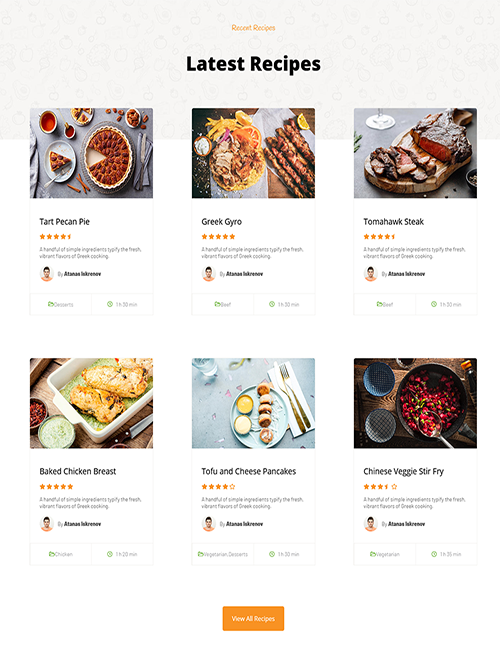 Recent Recipes
Latest Recipes
Tart Pecan Pie
A handful of simple ingredients typify the fresh,
vibrant flavors of Greek cooking.
By Atanas Iskrenov
Desserts
1 h 30 min
Greek Gyro
A handful of simple ingredients typify the fresh,
vibrant flavors of Greek cooking.
By Atanas Iskrenov
Beef
1 h 30 min
Tomahawk Steak
A handful of simple ingredients typify the fresh,
vibrant flavors of Greek cooking.
By Atanas Iskrenov
Beef
1 h 30 min
Baked Chicken Breast
A handful of simple ingredients typify the fresh,
vibrant flavors of Greek cooking.
By Atanas Iskrenov
Chicken
1 h 20 min
Tofu and Cheese Pancakes
A handful of simple ingredients typify the fresh,
vibrant flavors of Greek cooking.
By Atanas Iskrenov
Vegetarian,Desserts
1 h 30 min
Chinese Veggie Stir Fry
A handful of simple ingredients typify the fresh,
vibrant flavors of Greek cooking.
By Atanas Iskrenov
Vegetarian
1 h 35 min
View All Recipes